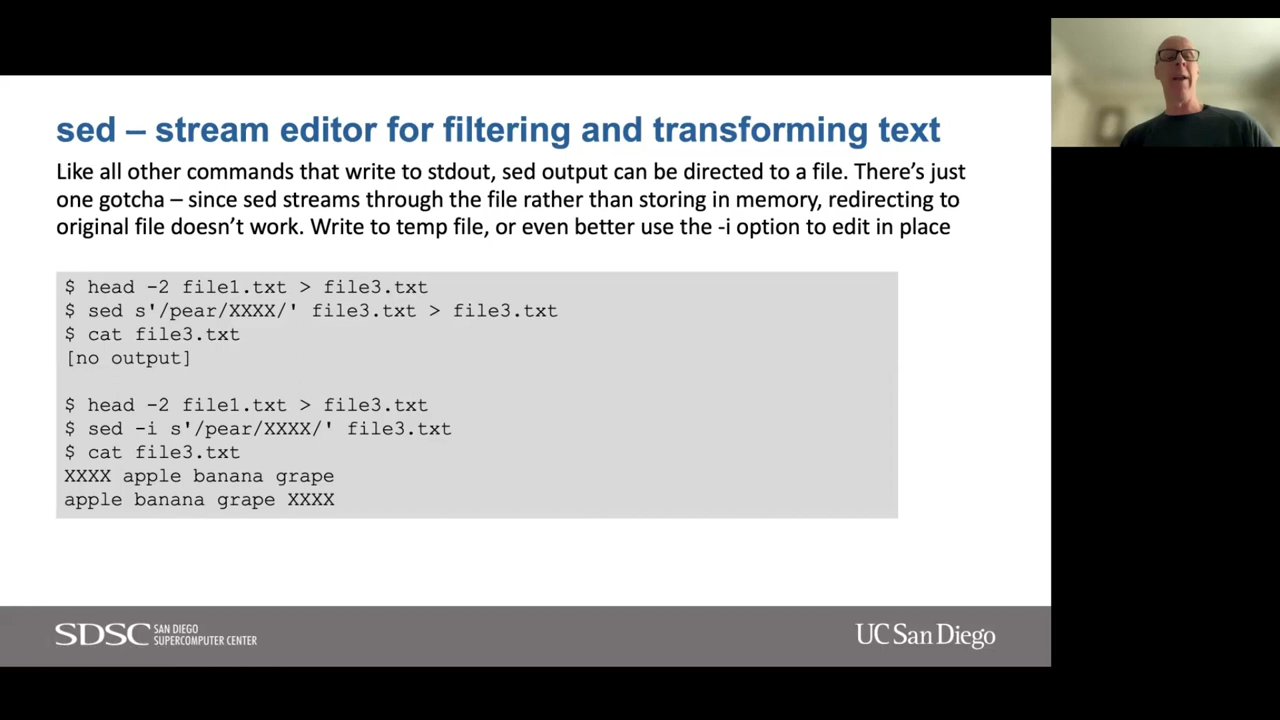 sed – stream editor for filtering and transforming text
Like all other commands that write to stdout, sed output can be directed to a file. There’s just
one gotcha – since sed streams through the file rather than storing in memory, redirecting to
original file doesn’t work. Write to temp file, or even better use the -i option to edit in place
$ head -2 file1.txt > file3.txt
$ sed s'/pear/XXXX/' file3.txt > file3.txt
$ cat file3.txt
[no output]
$ head -2 file1.txt > file3.txt
$ sed -i s'/pear/XXXX/' file3.txt
$ cat file3.txt
XXXX apple banana grape
apple banana grape XXXX
SDSC SAN DIEGO
SUPERCOMPUTER CENTER
UC San Diego